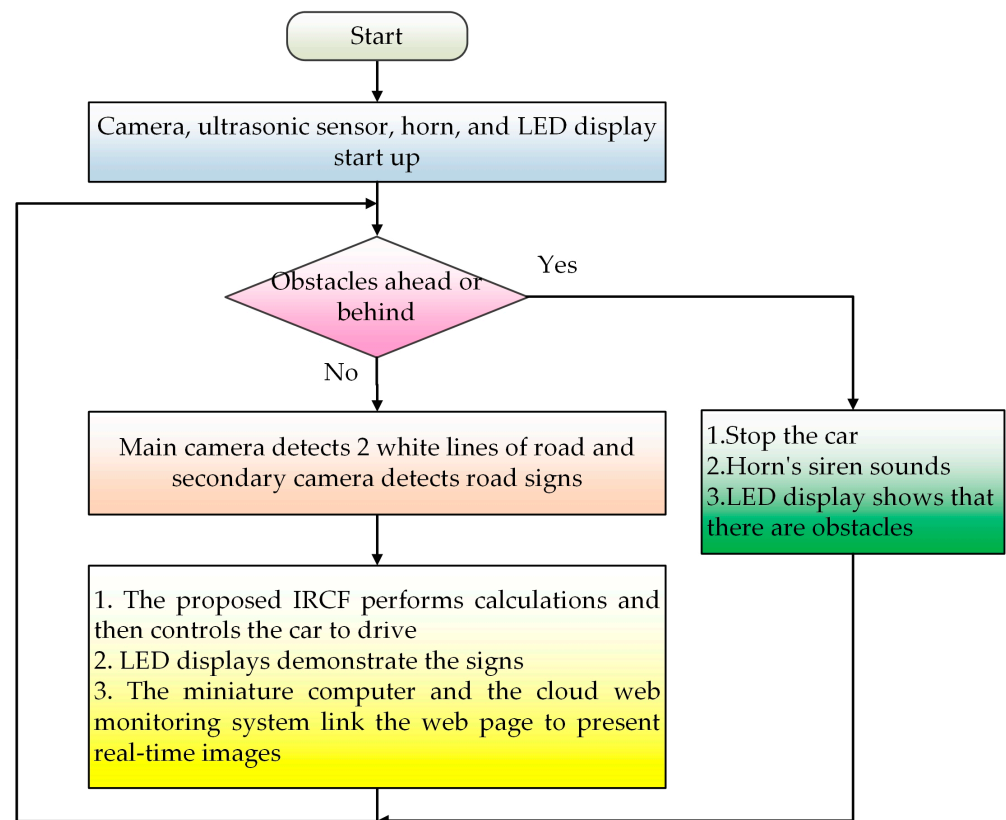 Start
Camera, ultrasonic sensor, horn, and LED display
start up
Obstacles ahead or
behind
Yes
No
Main camera detects 2 white lines of road and
secondary camera detects road signs
1.Stop the car
2.Horn's siren sounds
3.LED display shows that
there are obstacles
1. The proposed IRCF performs calculations and
then controls the car to drive
2. LED displays demonstrate the signs
3. The miniature computer and the cloud web
monitoring system link the web page to present
real-time images